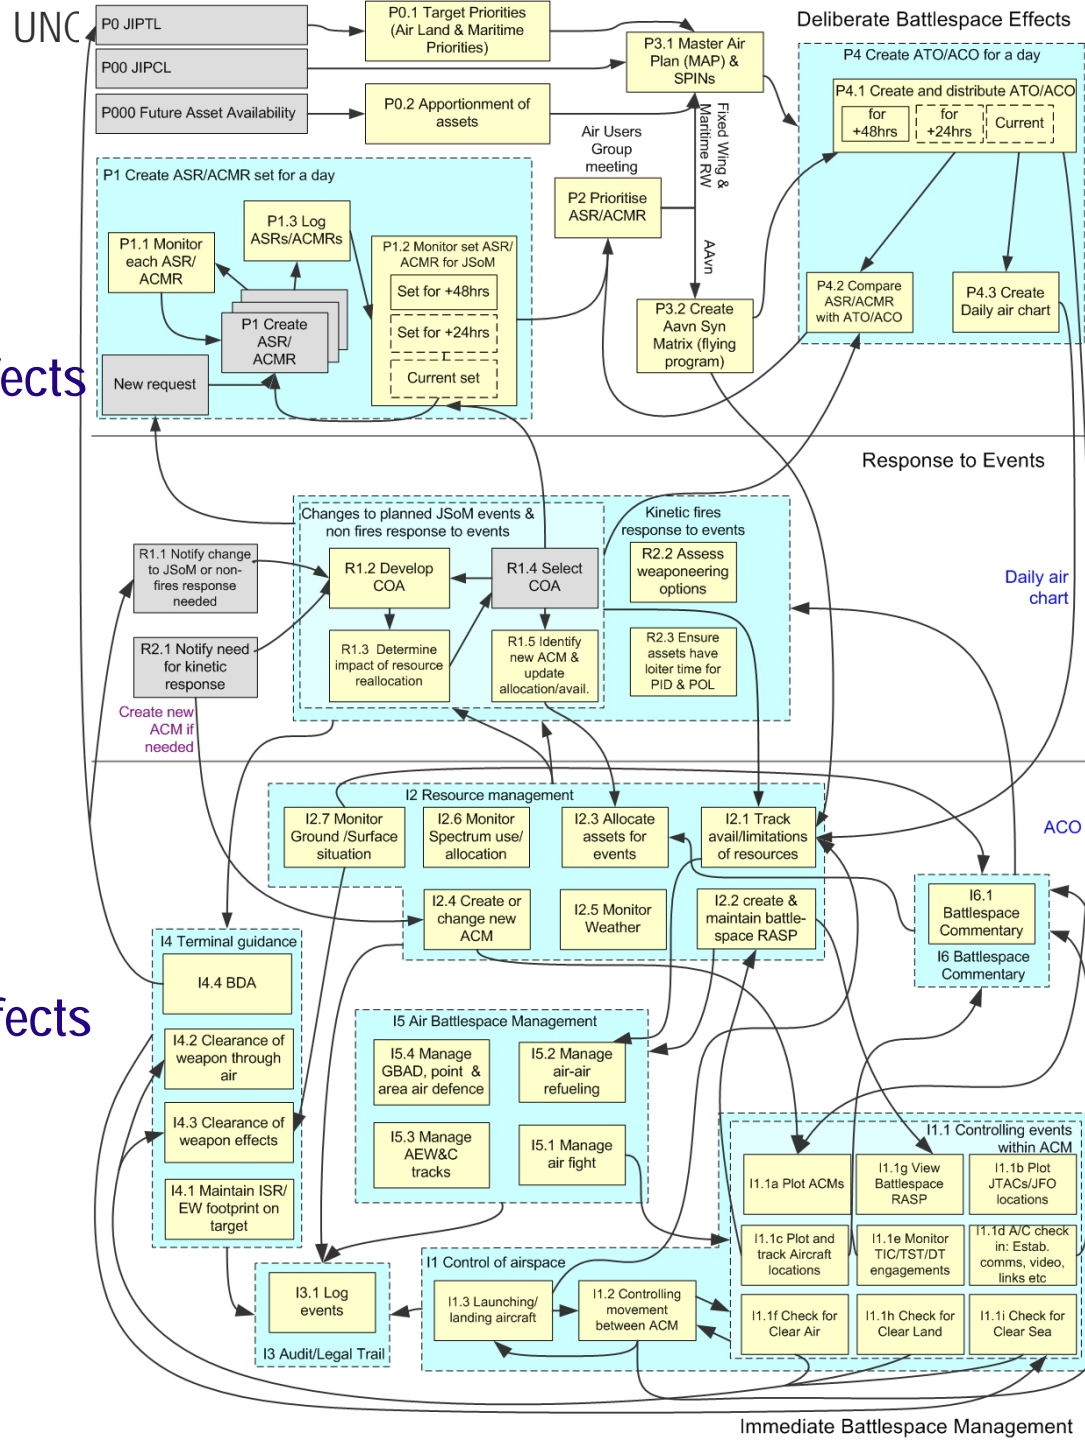 UNC
P0 JIPTL
P00 JIPCL
P000 Future Asset Availability
P0.1 Target Priorities
(Air Land & Maritime
Priorities)
P0.2 Apportionment of
assets
P3.1 Master Air
Plan (MAP) &
SPINs
Deliberate Battlespace Effects
P4 Create ATO/ACO for a day
P4.1 Create and distribute ATO/ACO
for
+48hrs
for
+24hrs
Current
Fixed Wing &
Maritime RW
AAvn
Air Users
Group
meeting
P2 Prioritise
ASR/ACMR
P1 Create ASR/ACMR set for a day
P1.3 Log
ASRs/ACMRs
P1.1 Monitor
each ASR/
ACMR
P1.2 Monitor set ASR/
ACMR for JSoM
Set for +48hrs
Set for +24hrs
Current set
P1 Create
ASR/
ACMR
New request
P3.2 Create
Aavn Syn
Matrix (flying
program)
P4.2 Compare
ASR/ACMR
with ATO/ACO
P4.3 Create
Daily air chart
fects
Response to Events
Changes to planned JSoM events &
non fires response to events
Kinetic fires
response to events
R1.1 Notify change
to JSoM or non-
fires response
needed
R1.2 Develop
COA
R1.4 Select
COA
R2.2 Assess
weaponeering
options
R2.1 Notify need
for kinetic
response
R1.3 Determine
impact of resource
reallocation
R1.5 Identify
new ACM &
update
allocation/avail.
R2.3 Ensure
assets have
loiter time for
PID & POL
Daily air
chart
Create new
ACM if
needed
I2 Resource management
I2.7 Monitor
Ground /Surface
situation
I2.6 Monitor
Spectrum use/
allocation
I2.3 Allocate
assets for
events
I2.1 Track
avail/limitations
of resources
ACO
I2.4 Create or
change new
ACM
I2.5 Monitor
Weather
I2.2 create &
maintain battle-
space RASP
I6.1
Battlespace
Commentary
I6 Battlespace
Commentary
I4 Terminal guidance
I4.4 BDA
I4.2 Clearance of
weapon through
air
I4.3 Clearance of
weapon effects
I4.1 Maintain ISR/
EW footprint on
target
fects
I5 Air Battlespace Management
I5.4 Manage
GBAD, point &
area air defence
I5.2 Manage
air-air
refueling
I5.3 Manage
AEW&C
tracks
I5.1 Manage
air fight
I1.1 Controlling events
within ACM
I1.1a Plot ACMs
I1.1g View
Battlespace
RASP
I1.1b Plot
JTACs/JFO
locations
I1.1c Plot and
track Aircraft
locations
I1.1e Monitor
TIC/TST/DT
engagements
I1.1d A/C check
in: Estab.
comms, video,
links etc
I1.1f Check for
Clear Air
I1.1h Check for
Clear Land
I1.1i Check for
Clear Sea
I1 Control of airspace
I1.3 Launching/
landing aircraft
I1.2 Controlling
movement
between ACM
I3.1 Log
events
I3 Audit/Legal Trail
Immediate Battlespace Management